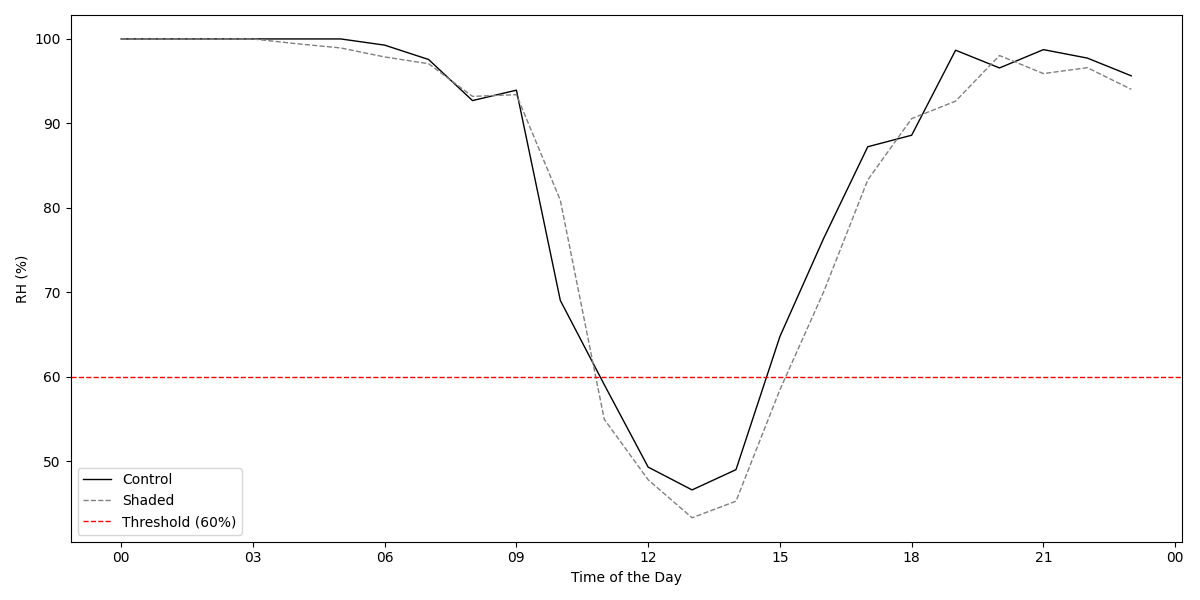 100
90
80
70
60
50
RH (%)
Control
Shaded
Threshold (60%)
00 03 06 09 12 15 18 21 00
Time of the Day